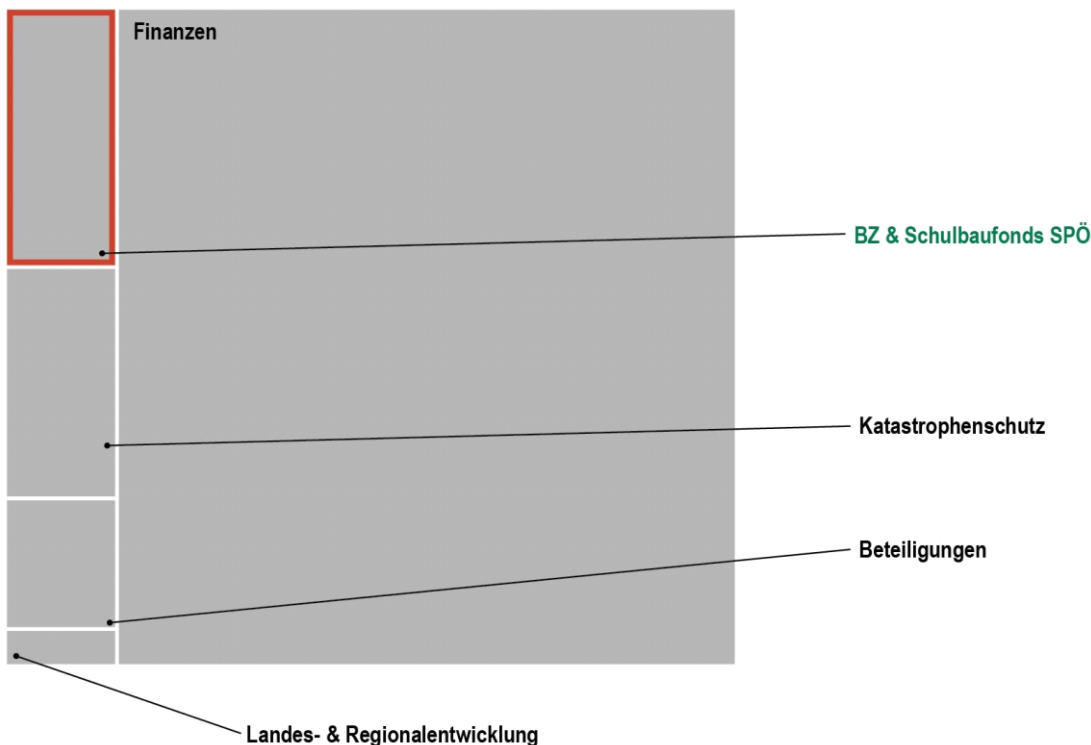 Finanzen
BZ & Schulbaufonds SPÖ
Katastrophenschutz
Beteiligungen
Landes- & Regionalentwicklung